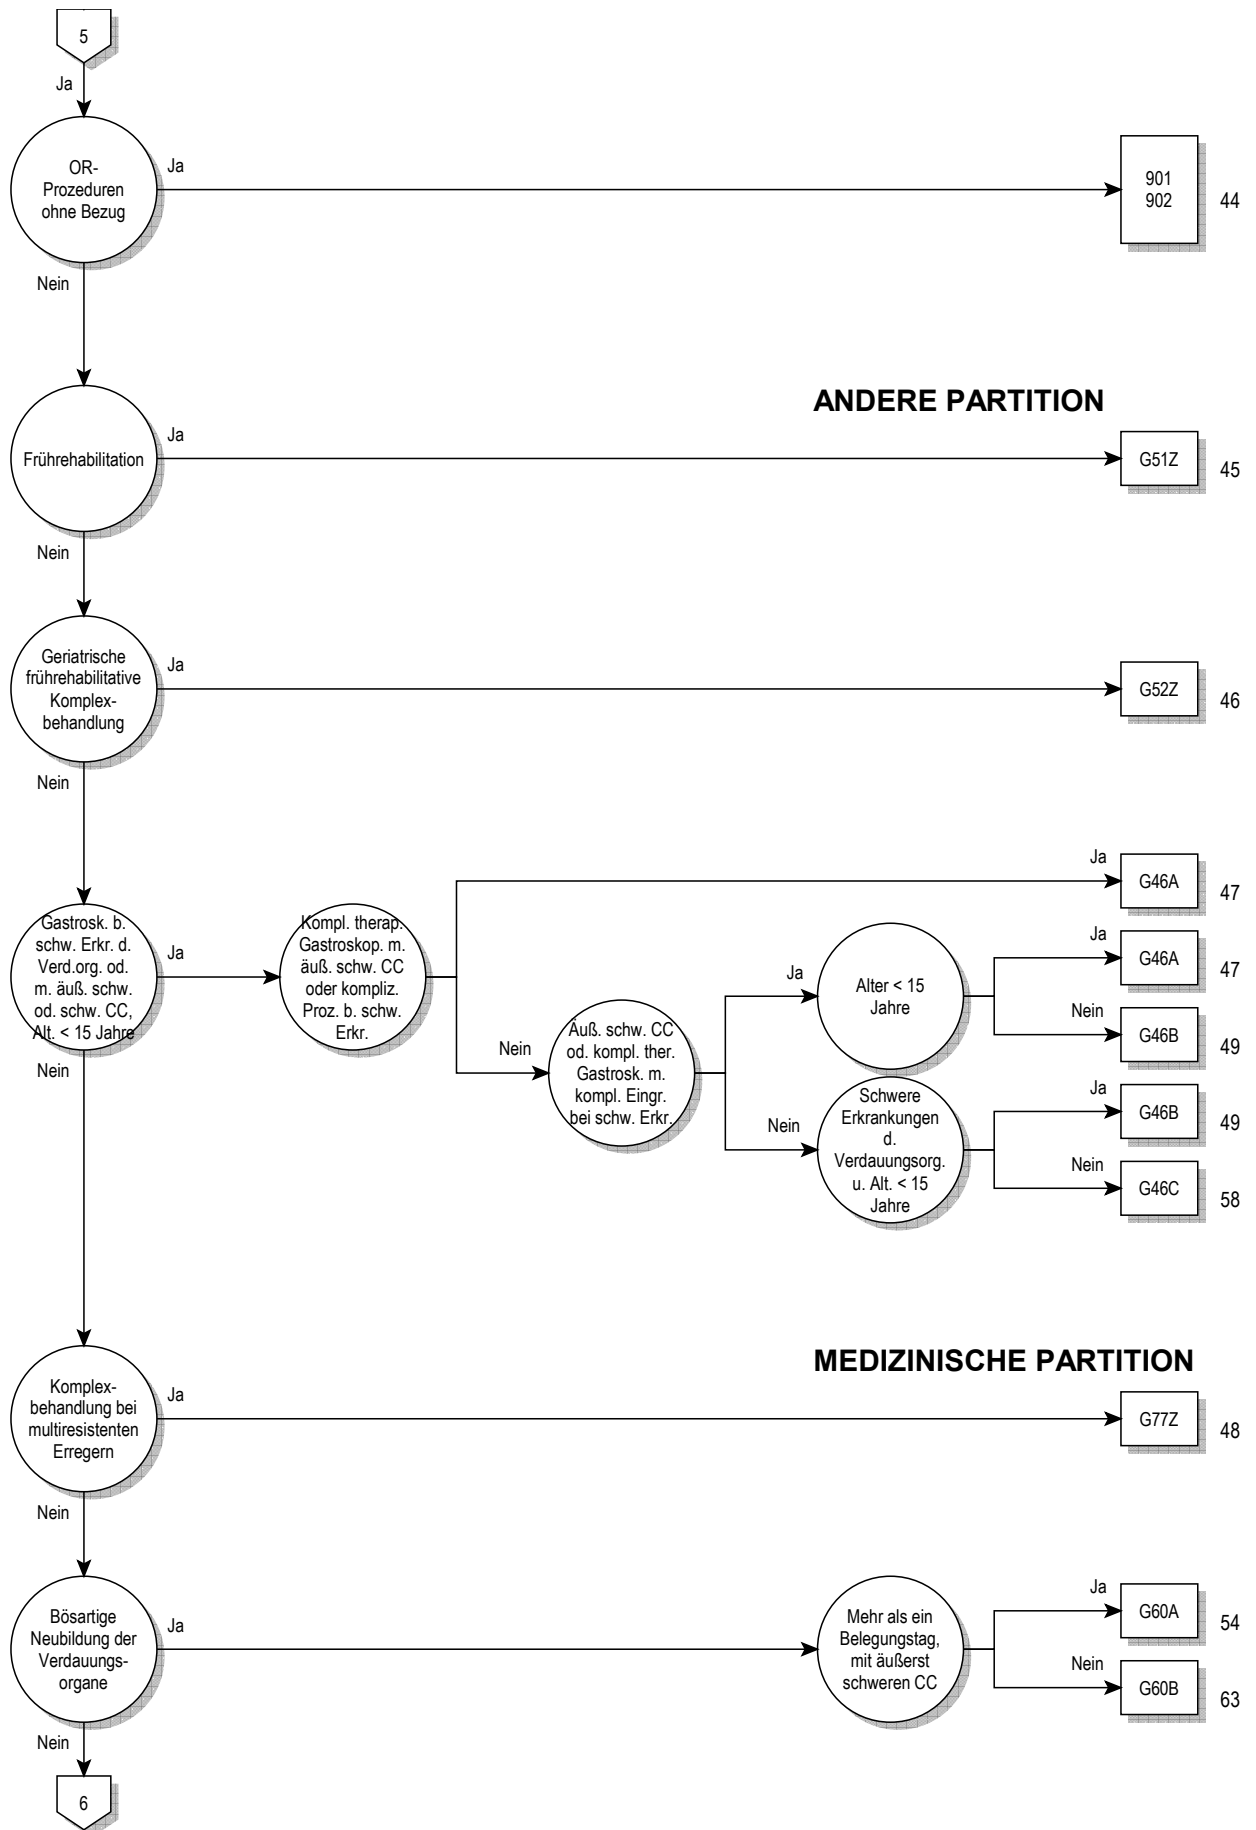 5
Ja
OR-
Prozeduren
ohne Bezug
Ja
901
902
44
Nein
ANDERE PARTITION
Frührehabilitation
Ja
G51Z
45
Nein
Geriatrische
frührehabilitative
Komplex-
behandlung
Ja
G52Z
46
Nein
Gastrosk. b.
schw. Erkr. d.
Verd.org. od.
m. äuß. schw.
od. schw. CC,
Alt. < 15 Jahre
Ja
Kompl. therap.
Gastroskop. m.
äuß. schw. CC
oder kompliz.
Proz. b. schw.
Erkr.
Ja
G46A
47
Nein
Äuß. schw. CC
od. kompl. ther.
Gastrosk. m.
kompl. Eingr.
bei schw. Erkr.
Ja
Alter < 15
Jahre
Ja
G46A
47
Nein
G46B
49
Nein
Schwere
Erkrankungen
d.
Verdauungsorg.
u. Alt. < 15
Jahre
Ja
G46B
49
Nein
G46C
58
Nein
MEDIZINISCHE PARTITION
Komplex-
behandlung bei
multiresistenten
Erregern
Ja
G77Z
48
Nein
Bösartige
Neubildung der
Verdauungs-
organe
Ja
Mehr als ein
Belegungstag,
mit äußerst
schweren CC
Ja
G60A
54
Nein
G60B
63
Nein
6